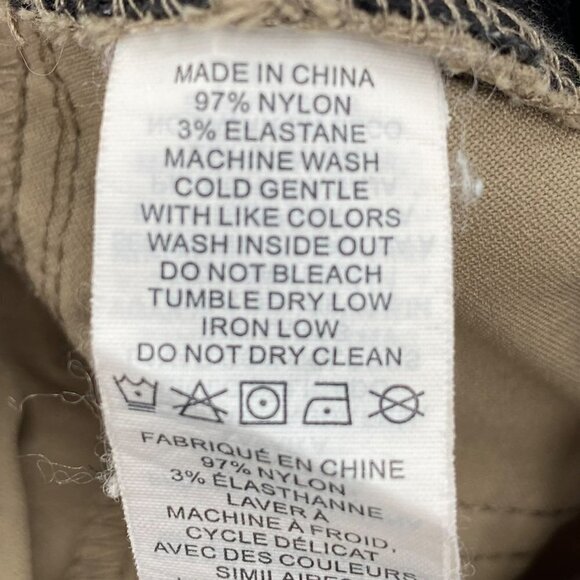 MADE IN CHINA
97% NYLON
3% ELASTANE
MACHINE WASH
COLD GENTLE
WITH LIKE COLORS
WASH INSIDE OUT
DO NOT BLEACH
TUMBLE DRY LOW
IRON LOW
DO NOT DRY CLEAN
FABRIQUÉ EN CHINE
97% NYLON
3% ÉLASTHANNE
LAVER À
MACHINE À FROID,
CYCLE DÉLICAT
AVEC DES COULEURS